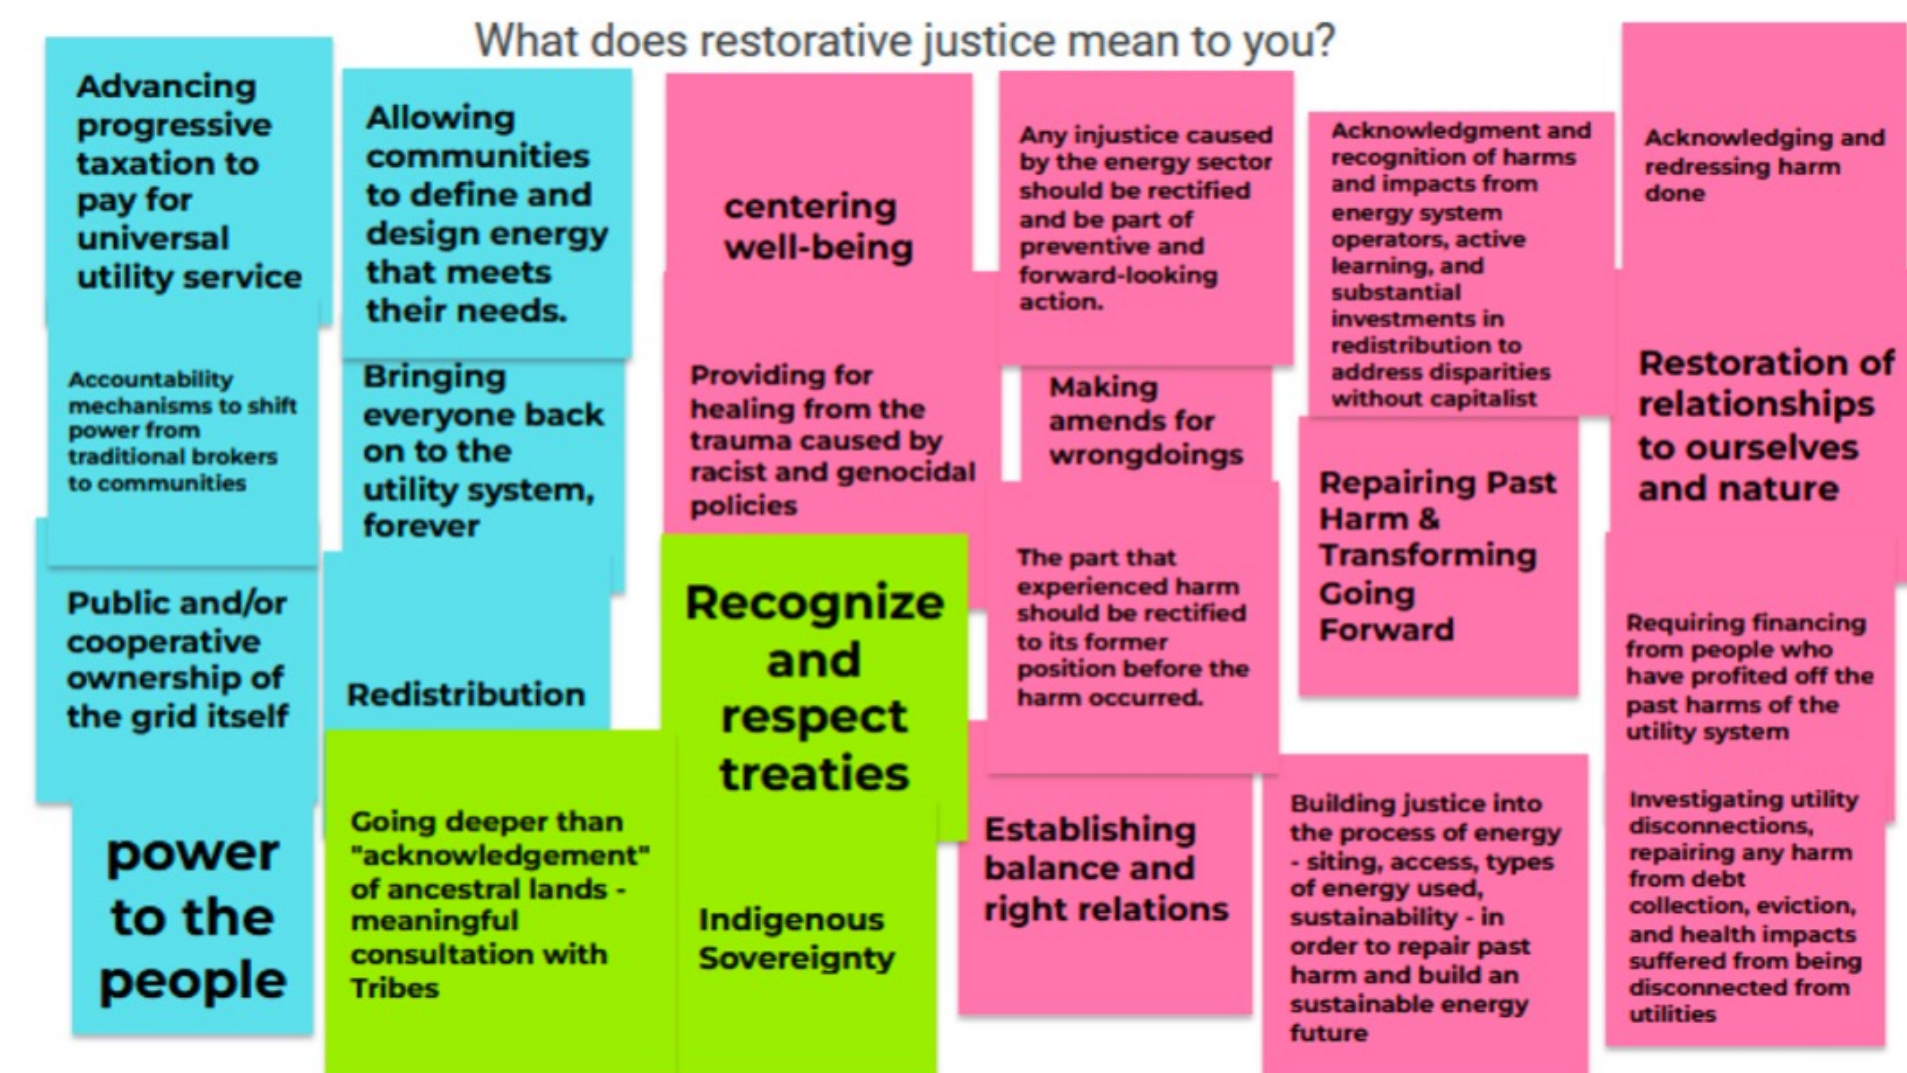 What does restorative justice mean to you?
Advancing
progressive
taxation to
pay for
universal
utility service
Accountability
mechanisms to shift
power from
traditional brokers
to communities
Public and/or
cooperative
ownership of
the grid itself
power
to the
people
Allowing
communities
to define and
design energy
that meets
their needs.
Bringing
everyone back
on to the
utility system,
forever
Redistribution
Going deeper than
"acknowledgement"
of ancestral lands -
meaningful
consultation with
Tribes
centering
well-being
Providing for
healing from the
trauma caused by
racist and genocidal
policies
Recognize
and
respect
treaties
Indigenous
Sovereignty
Any injustice caused
by the energy sector
should be rectified
and be part of
preventive and
forward-looking
action.
Making
amends for
wrongdoings
The part that
experienced harm
should be rectified
to its former
position before the
harm occurred.
Establishing
balance and
right relations
Acknowledgment and
recognition of harms
and impacts from
energy system
operators, active
learning, and
substantial
investments in
redistribution to
address disparities
without capitalist
Repairing Past
Harm &
Transforming
Going
Forward
Building justice into
the process of energy
- siting, access, types
of energy used,
sustainability - in
order to repair past
harm and build an
sustainable energy
future
Acknowledging and
redressing harm
done
Restoration of
relationships
to ourselves
and nature
Requiring financing
from people who
have profited off the
past harms of the
utility system
Investigating utility
disconnections,
repairing any harm
from debt
collection, eviction,
and health impacts
suffered from being
disconnected from
utilities